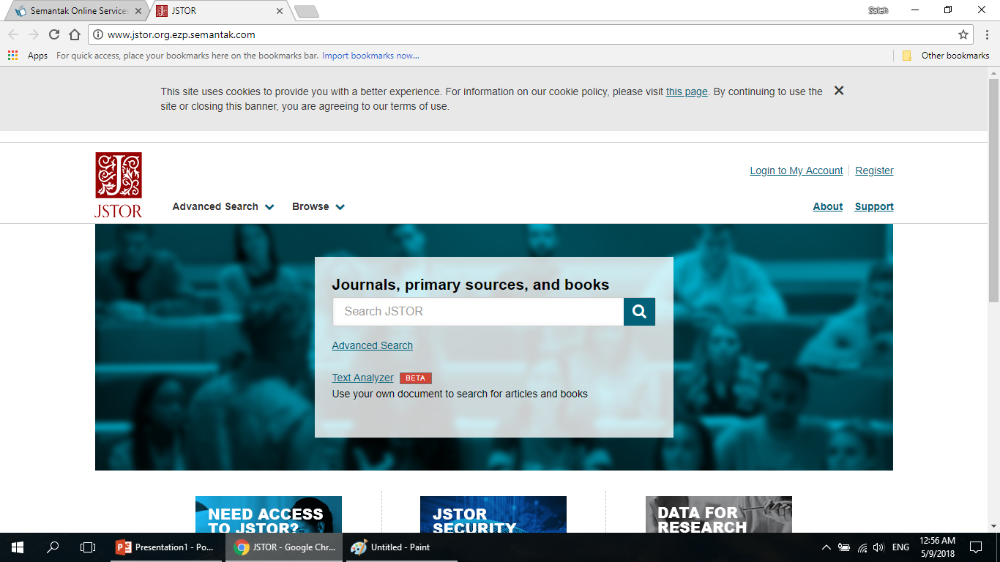 Semantak Online Services
JSTOR
Saleh
www.jstor.org.ezp.semantak.com
Apps
For quick access, place your bookmarks here on the bookmarks bar. Import bookmarks now...
Other bookmarks
This site uses cookies to provide you with a better experience. For information on our cookie policy, please visit this page. By continuing to use the
site or closing this banner, you are agreeing to our terms of use.
Login to My Account
Register
J
JSTOR
Advanced Search
Browse
About
Support
Journals, primary sources, and books
Search JSTOR
Advanced Search
Text Analyzer BETA
Use your own document to search for articles and books
NEED ACCESS
TO JSTOR?
JSTOR
SECURITY
DATA FOR
RESEARCH
Presentation1 - Po...
JSTOR - Google Chr...
Untitled - Paint
ENG
12:56 AM
5/9/2018